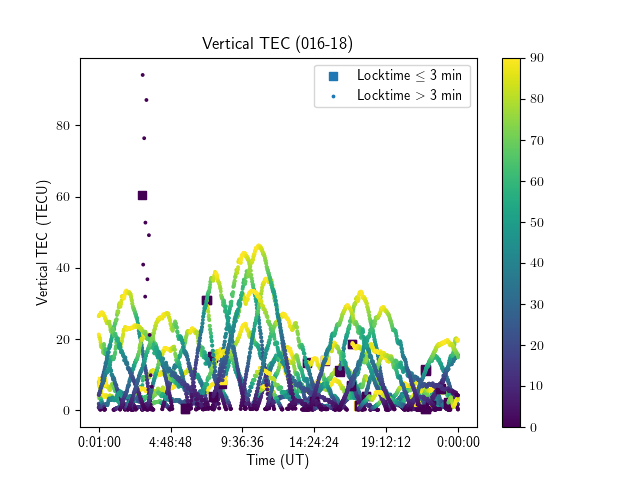 Vertical TEC (016-18)
Locktime ≤ 3 min
Locktime > 3 min
Vertical TEC (TECU)
80
60
40
20
0
0:01:00 4:48:48 9:36:36 14:24:24 19:12:12 0:00:00
Time (UT)
90
80
70
60
50
40
30
20
10
0